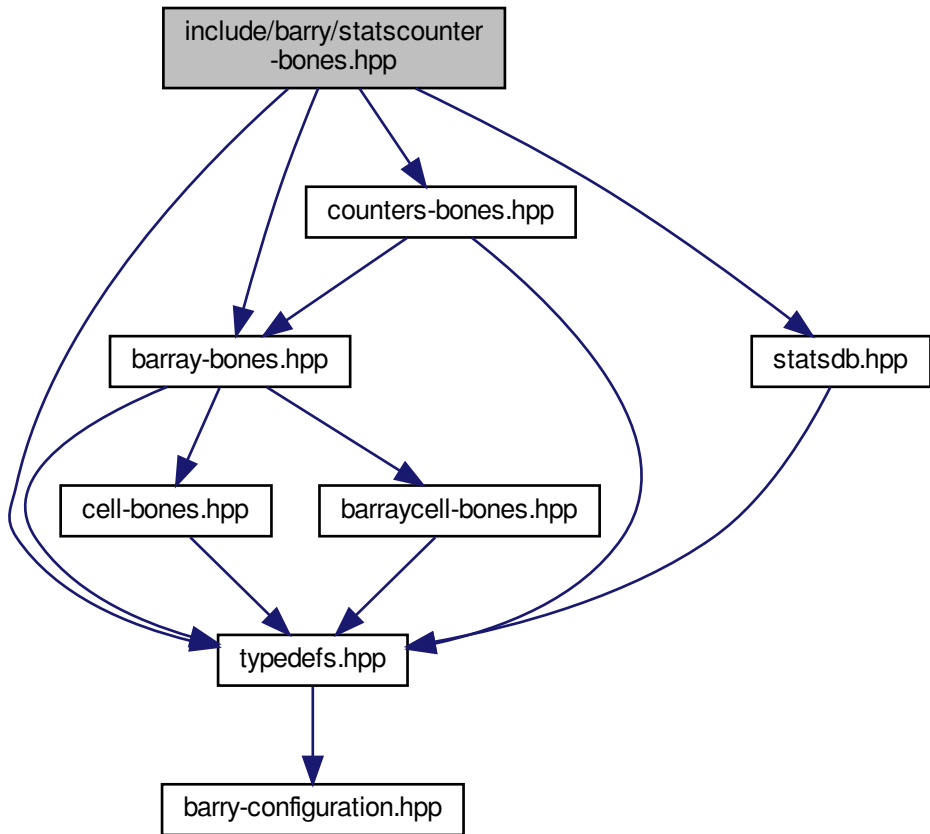 include/barry/statscounter
-bones.hpp
counters-bones.hpp
barray-bones.hpp
statsdb.hpp
cell-bones.hpp
barraycell-bones.hpp
typedefs.hpp
barry-configuration.hpp